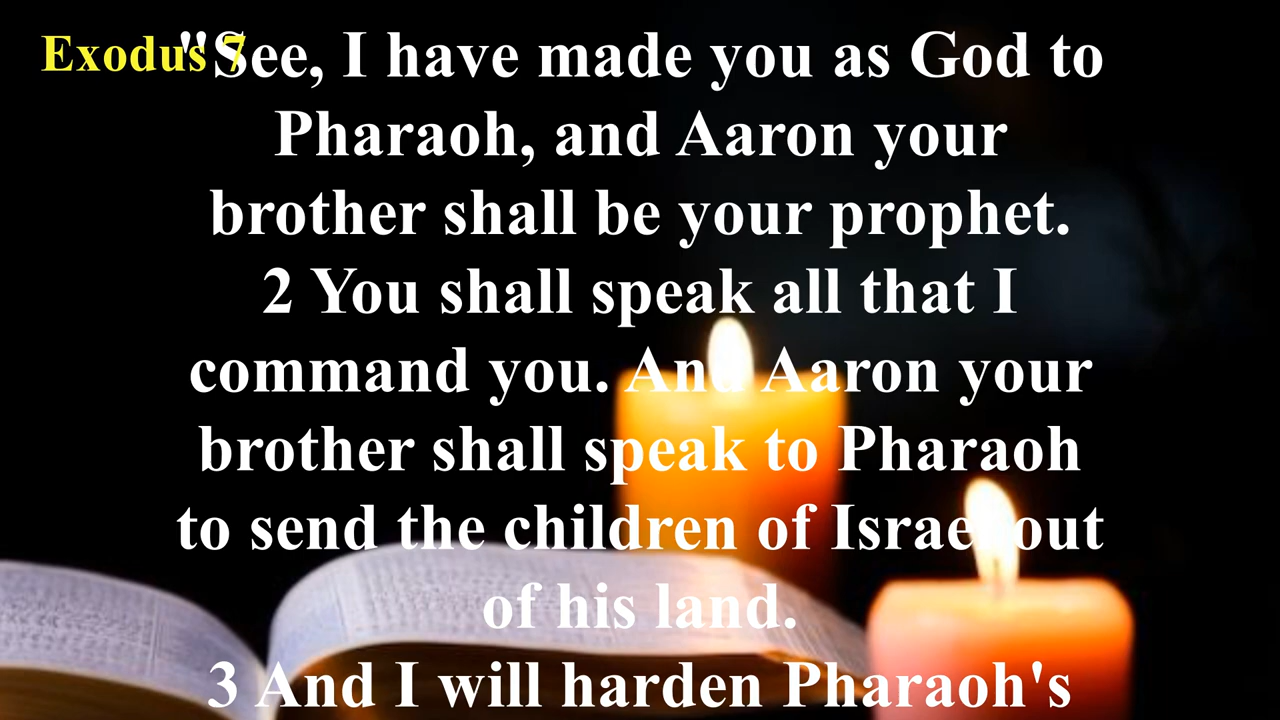 Exodus 7
"See, I have made you as God to
Pharaoh, and Aaron your
brother shall be your prophet.
2 You shall speak all that I
command you. And Aaron your
brother shall speak to Pharaoh
to send the children of Israel out
of his land.
3 And I will harden Pharaoh's